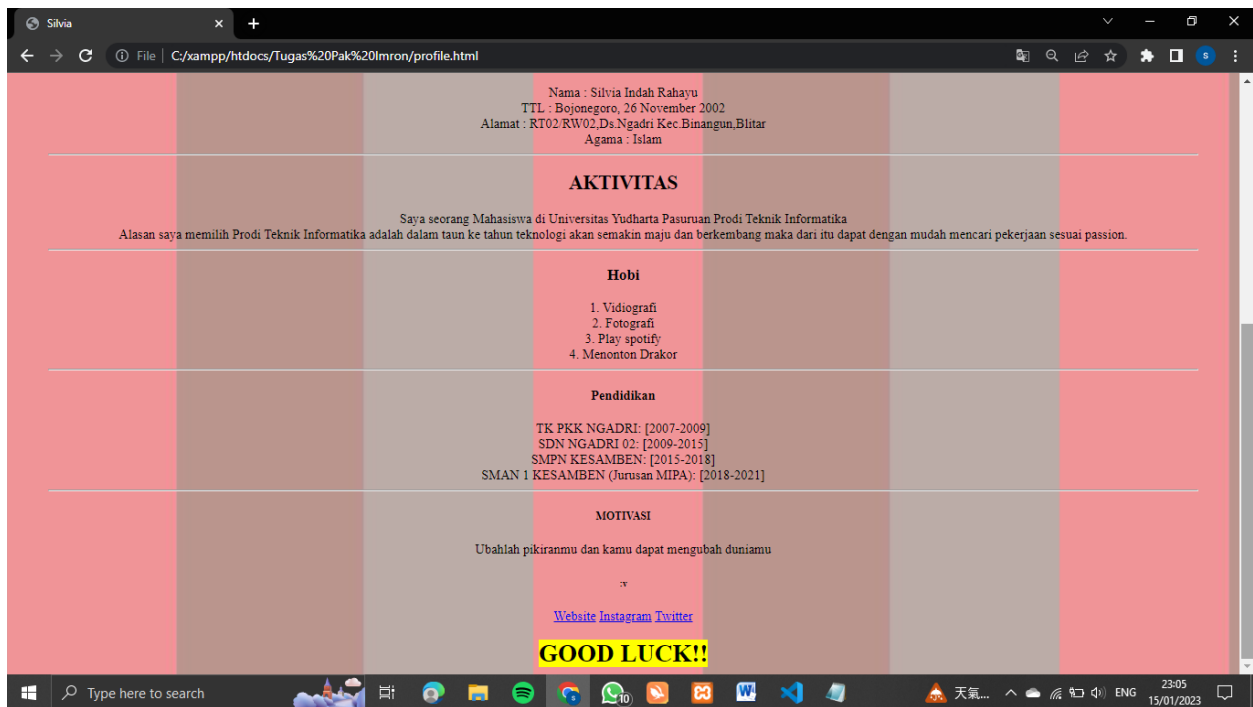 Silvia
File
C:/xampp/htdocs/Tugas%20Pak%20Imron/profile.html
s
Nama : Silvia Indah Rahayu
TTL : Bojonegoro, 26 November 2002
Alamat : RT02/RW02,Ds.Ngadri Kec.Binangun,Blitar
Agama : Islam
AKTIVITAS
Saya seorang Mahasiswa di Universitas Yudharta Pasuruan Prodi Teknik Informatika
Alasan saya memilih Prodi Teknik Informatika adalah dalam taun ke tahun teknologi akan semakin maju dan berkembang maka dari itu dapat dengan mudah mencari pekerjaan sesuai passion.
Hobi
1. Vidiografi
2. Fotografi
3. Play spotify
4. Menonton Drakor
Pendidikan
TK PKK NGADRI: [2007-2009]
SDN NGADRI 02: [2009-2015]
SMPN KESAMBEN: [2015-2018]
SMAN 1 KESAMBEN (Jurusan MIPA): [2018-2021]
MOTIVASI
Ubahlah pikiranmu dan kamu dapat mengubah duniamu
:v
Website Instagram Twitter
GOOD LUCK!!
Type here to search
10
W
天氣...
ENG
23:05
15/01/2023